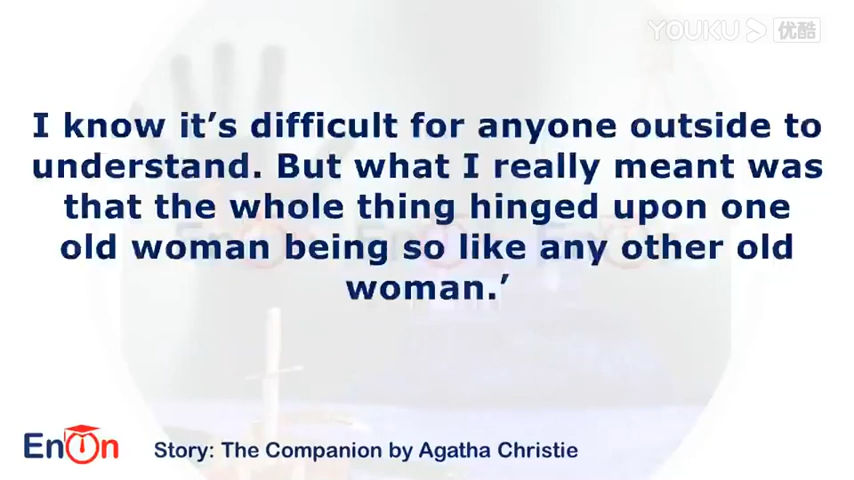 YOUKU 优酷
I know it’s difficult for anyone outside to
understand. But what I really meant was
that the whole thing hinged upon one
old woman being so like any other old
woman.’
EnOn
Story: The Companion by Agatha Christie